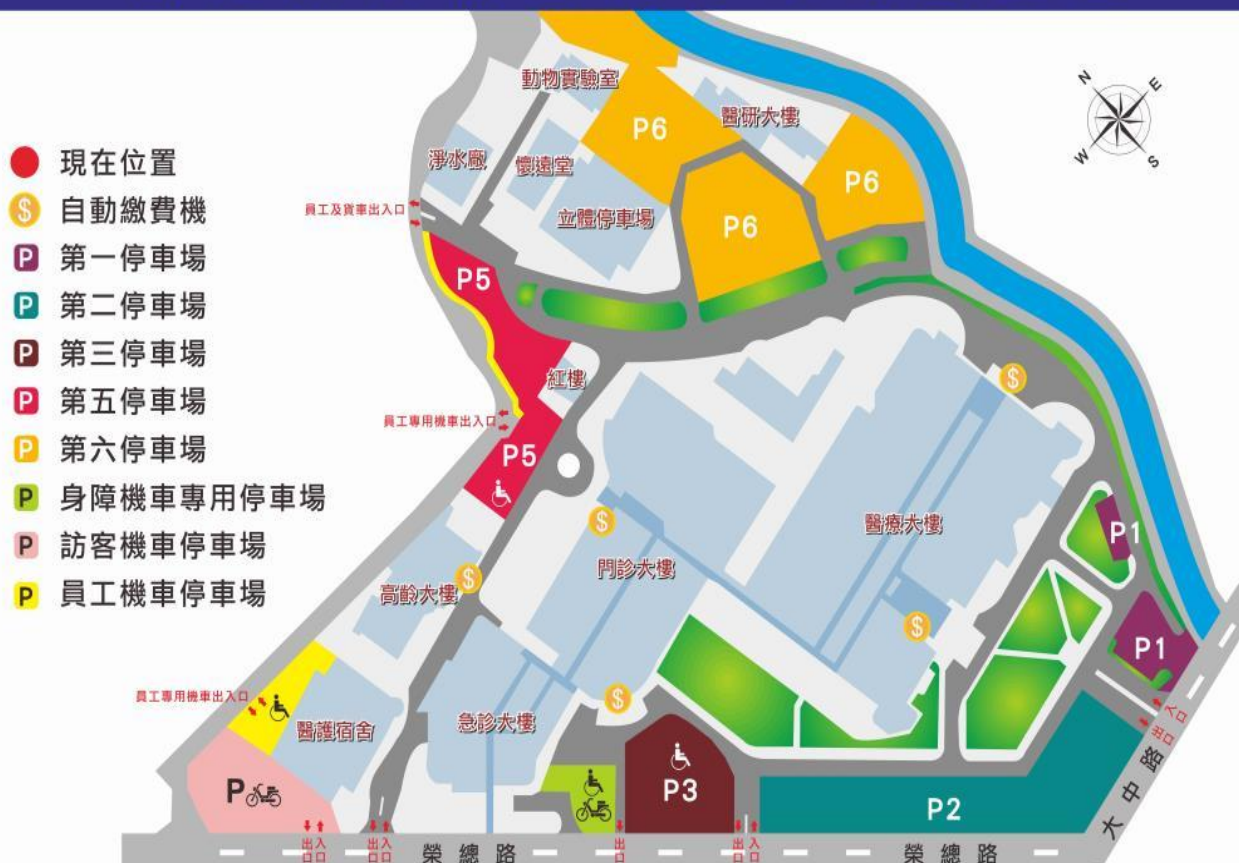 現在位置
$ 自動繳費機
P 第一停車場
P 第二停車場
P 第三停車場
P 第五停車場
P 第六停車場
P 身障機車專用停車場
P 訪客機車停車場
P 員工機車停車場
N
E
W
S
動物實驗室
P6
醫研大樓
淨水廠
懷遠堂
P6
員工及貨車出入口
立體停車場
P6
P5
紅樓
$
員工專用機車出入口
P5
$
醫療大樓
P1
門診大樓
高齡大樓
$
$
P1
員工專用機車出入口
$
醫護宿舍
急診大樓
出口
入口
大中路
P
P3
P2
出口
入口
出口
入口
出口
出口
入口
榮總路
榮總路